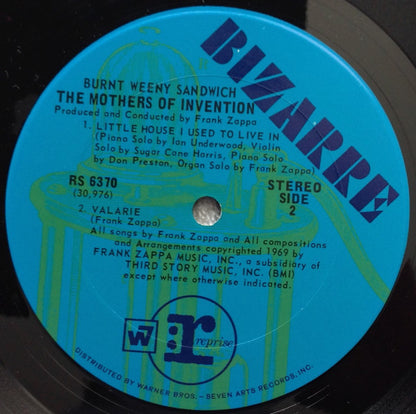 BIZARRE
BURNT WEENY SANDWICH
THE MOTHERS OF INVENTION
Produced and Conducted by Frank Zappa
1. LITTLE HOUSE I USED TO LIVE IN
(Piano Solo by Ian Underwood, Violin
Solo by Sugar Cane Harris, Piano Solo
by Don Preston, Organ Solo by Frank Zappa)
RS 6370
(30,976)
STEREO
SIDE
2
2. VALARIE
(Frank Zappa)
All songs by Frank Zappa and All compositions
and Arrangements copyrighted 1969 by
FRANK ZAPPA MUSIC, INC., a subsidiary of
THIRD STORY MUSIC, INC. (BMI)
except where otherwise indicated.
W7
r: reprise
DISTRIBUTED BY WARNER BROS. – SEVEN ARTS RECORDS, INC.